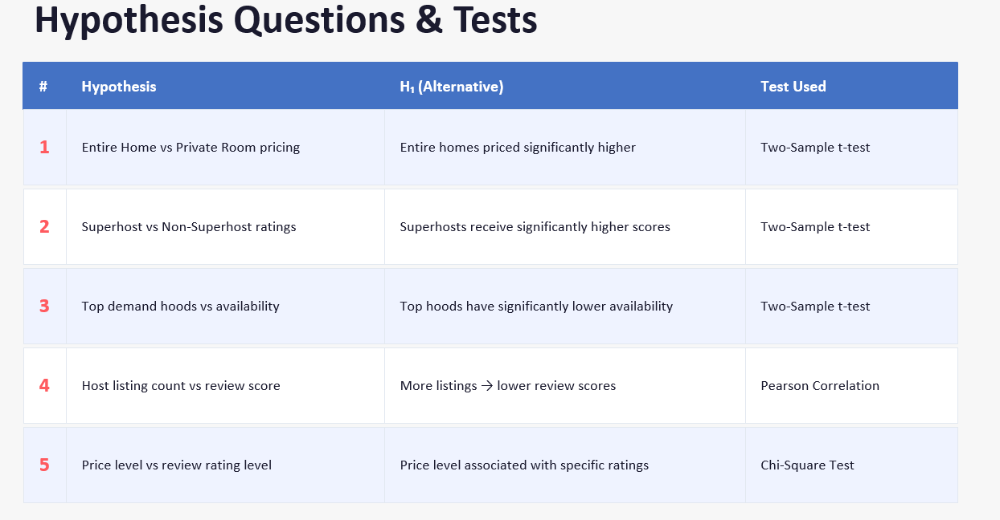 Hypothesis Questions & Tests
# Hypothesis H₁ (Alternative) Test Used
1 Entire Home vs Private Room pricing Entire homes priced significantly higher Two-Sample t-test
2 Superhost vs Non-Superhost ratings Superhosts receive significantly higher scores Two-Sample t-test
3 Top demand hoods vs availability Top hoods have significantly lower availability Two-Sample t-test
4 Host listing count vs review score More listings → lower review scores Pearson Correlation
5 Price level vs review rating level Price level associated with specific ratings Chi-Square Test